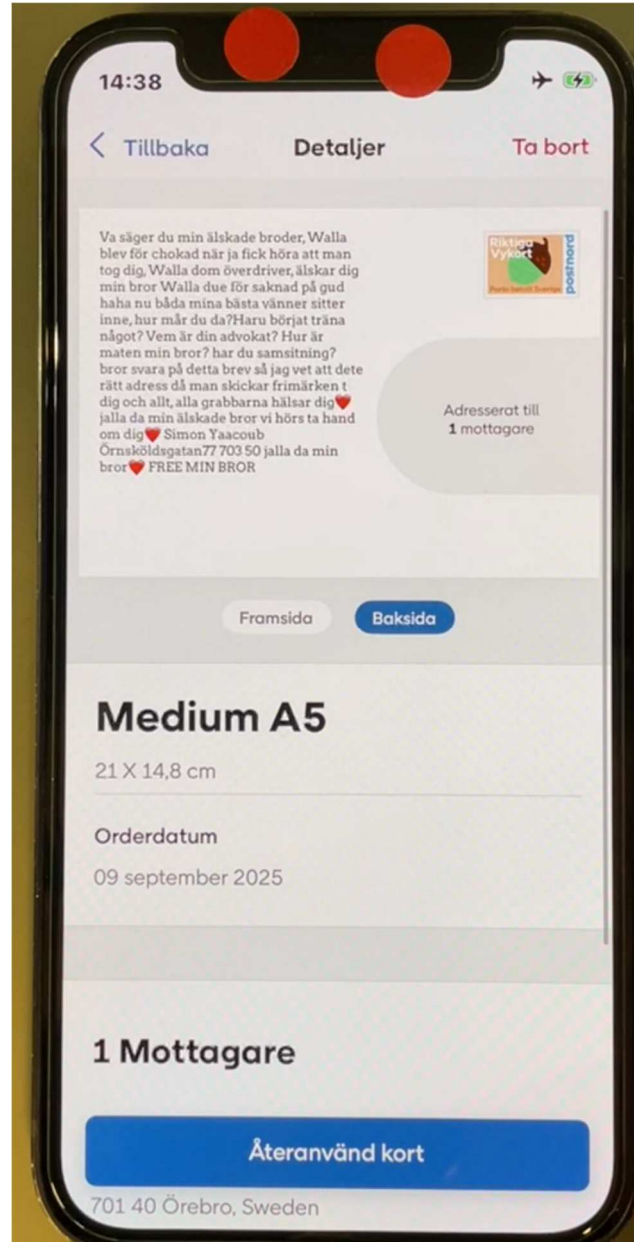 14:38
Tillbaka
Detaljer
Ta bort
Va säger du min älskade broder, Walla
blev för chokad när ja fick höra att man
tog dig, Walla dom överdriver, älskar dig
min bror Walla due för saknad på gud
haha nu båda mina bästa vänner sitter
inne, hur mår du da?Haru börjat träna
något? Vem är din advokat? Hur är
maten min bror? har du samsitning?
bror svara på detta brev så jag vet att dete
rätt adress då man skickar frimärken t
dig och allt, alla grabbarna hälsar dig❤
jalla da min älskade bror vi hörs ta hand
om dig❤ Simon Yaacoub
Örnsköldsgatan77 703 50 jalla da min
bror❤ FREE MIN BROR
Riktiga
Vykort
Porto betalt Sverige
postnord
Adresserat till
1 mottagare
Framsida
Baksida
Medium A5
21 X 14,8 cm
Orderdatum
09 september 2025
1 Mottagare
Återanvänd kort
701 40 Örebro, Sweden